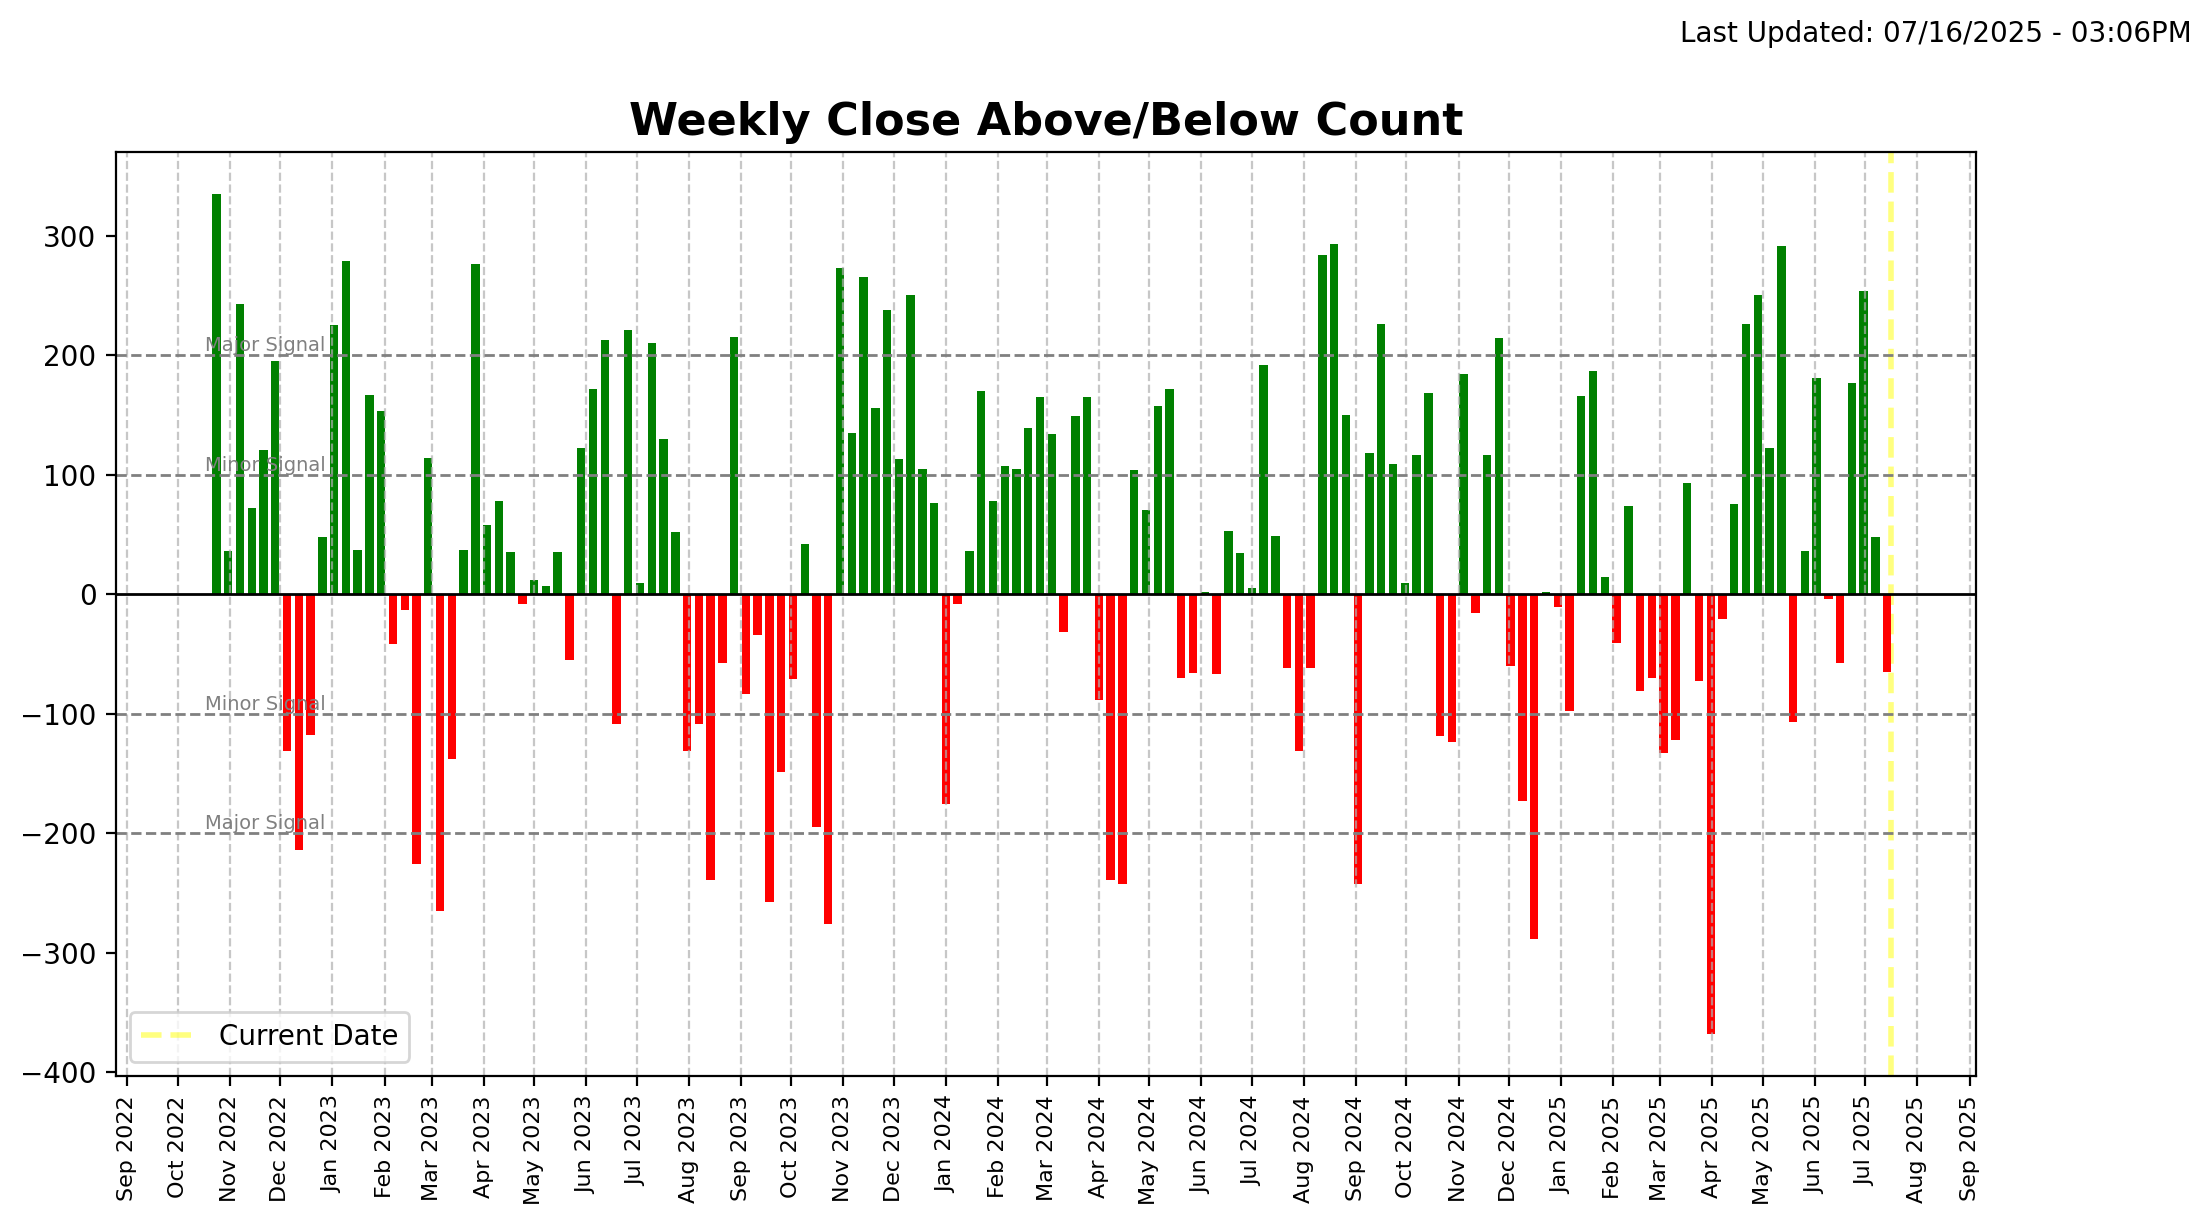 Last Updated: 07/16/2025 - 03:06PM
Weekly Close Above/Below Count
300
Major Signal
200
Minor Signal
100
0
Minor Signal
−100
Major Signal
−200
−300
Current Date
−400
Sep 2022
Oct 2022
Nov 2022
Dec 2022
Jan 2023
Feb 2023
Mar 2023
Apr 2023
May 2023
Jun 2023
Jul 2023
Aug 2023
Sep 2023
Oct 2023
Nov 2023
Dec 2023
Jan 2024
Feb 2024
Mar 2024
Apr 2024
May 2024
Jun 2024
Jul 2024
Aug 2024
Sep 2024
Oct 2024
Nov 2024
Dec 2024
Jan 2025
Feb 2025
Mar 2025
Apr 2025
May 2025
Jun 2025
Jul 2025
Aug 2025
Sep 2025